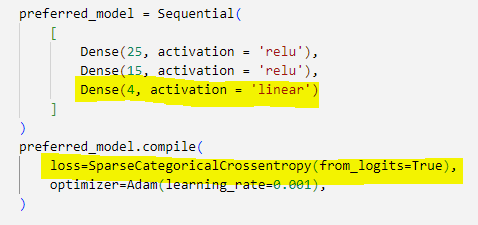 preferred_model = Sequential(
    [
        Dense(25, activation = 'relu'),
        Dense(15, activation = 'relu'),
        Dense(4, activation = 'linear')
    ]
)
preferred_model.compile(
    loss=SparseCategoricalCrossentropy(from_logits=True),
    optimizer=Adam(learning_rate=0.001),
)